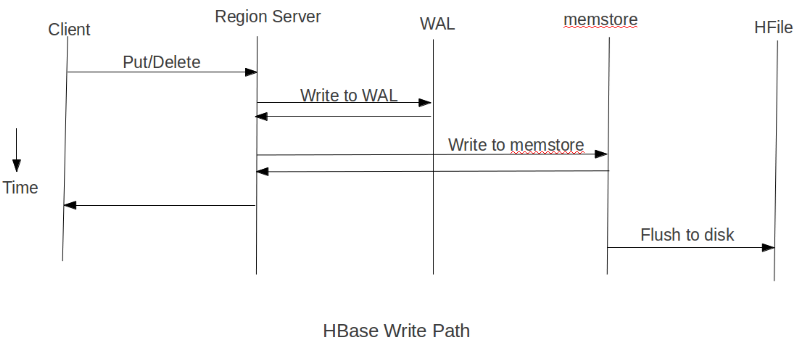 Client
Region Server
WAL
memstore
HFile
Put/Delete
Write to WAL
Write to memstore
Time
Flush to disk
HBase Write Path